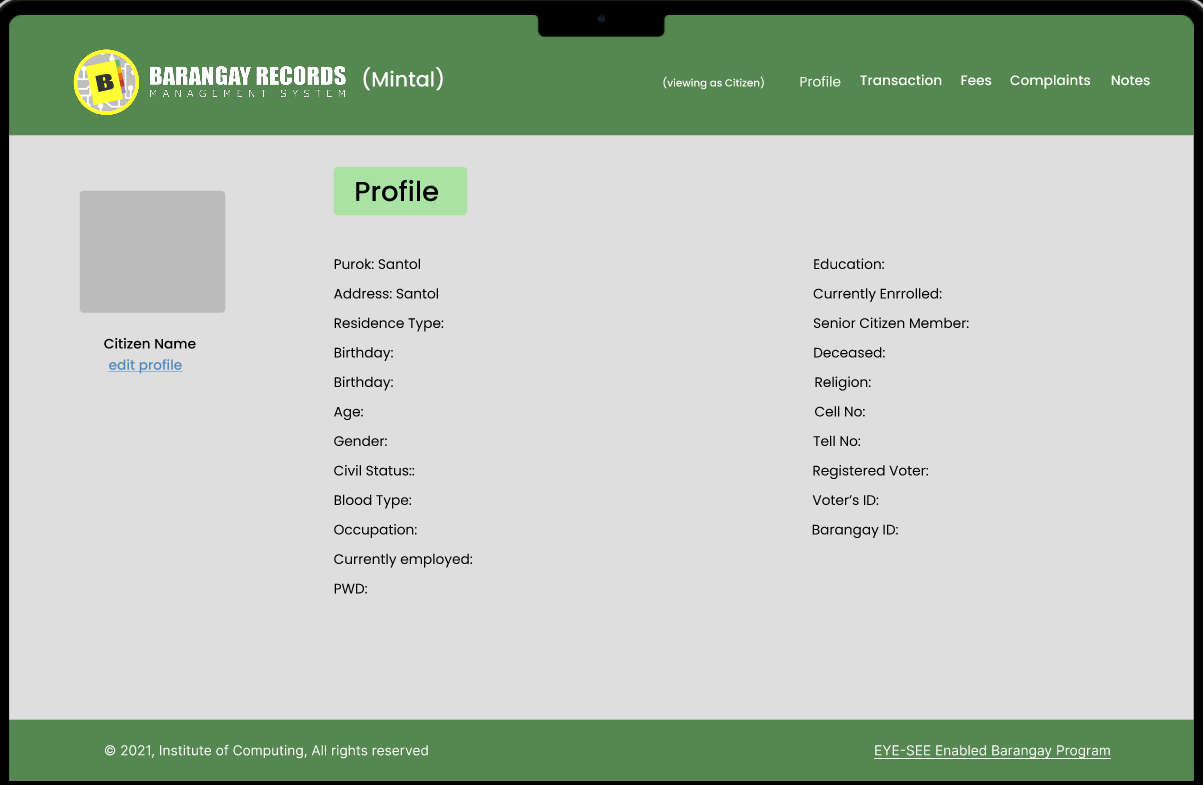 B
BARANGAY RECORDS
MANAGEMENT SYSTEM
(Mintal)
(viewing as Citizen)
Profile
Transaction
Fees
Complaints
Notes
Citizen Name
edit profile
Profile
Purok: Santol
Address: Santol
Residence Type:
Birthday:
Birthday:
Age:
Gender:
Civil Status::
Blood Type:
Occupation:
Currently employed:
PWD:
Education:
Currently Enrrolled:
Senior Citizen Member:
Deceased:
Religion:
Cell No:
Tell No:
Registered Voter:
Voter’s ID:
Barangay ID:
© 2021, Institute of Computing, All rights reserved
EYE-SEE Enabled Barangay Program